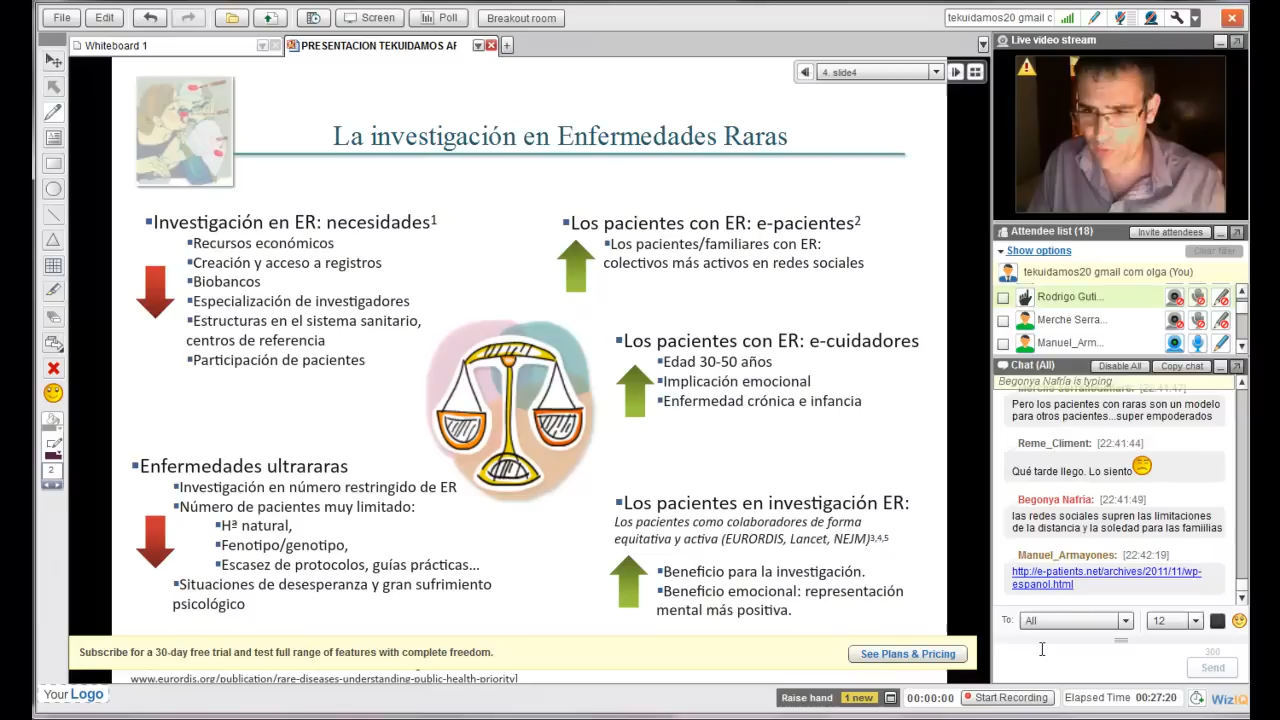 File
Edit
Screen
Poll
Breakout room
tekuidamos20 gmail c
Whiteboard 1
PRESENTACION TEKUIDAMOS AF
4. slide4
La investigación en Enfermedades Raras
Investigación en ER: necesidades1
Recursos económicos
Creación y acceso a registros
Biobancos
Especialización de investigadores
Estructuras en el sistema sanitario,
centros de referencia
Participación de pacientes
Enfermedades ultrararas
Investigación en número restringido de ER
Número de pacientes muy limitado:
Hª natural,
Fenotipo/genotipo,
Escasez de protocolos, guías prácticas...
Situaciones de desesperanza y gran sufrimiento
psicológico
Los pacientes con ER: e-pacientes2
Los pacientes/familiares con ER:
colectivos más activos en redes sociales
Los pacientes con ER: e-cuidadores
Edad 30-50 años
Implicación emocional
Enfermedad crónica e infancia
Los pacientes en investigación ER:
Los pacientes como colaboradores de forma
equitativa y activa (EURORDIS, Lancet, NEJM)3,4,5
Beneficio para la investigación.
Beneficio emocional: representación
mental más positiva.
Subscribe for a 30-day free trial and test full range of features with complete freedom.
See Plans & Pricing
www.eurordis.org/publication/rare-diseases-understanding-public-health-priority]
2
Live video stream
Attendee list (18)
Invite attendees
Show options
Clear filter
tekuidamos20 gmail com olga (You)
Rodrigo Guti...
Merche Serra...
Manuel_Arm...
Chat (All)
Disable All
Copy chat
Begonya Nafría is typing
[22:41:47]
Pero los pacientes con raras son un modelo
para otros pacientes...super empoderados
Reme_Climent: [22:41:44]
Qué tarde llego. Lo siento
Begonya Nafría: [22:41:49]
las redes sociales supren las limitaciones
de la distancia y la soledad para las familiias
Manuel_Armayones: [22:42:19]
http://e-patients.net/archives/2011/11/wp-
espanol.html
To:
All
12
300
Send
Your Logo
Raise hand
1 new
00:00:00
Start Recording
Elapsed Time
00:27:20
WizIQ